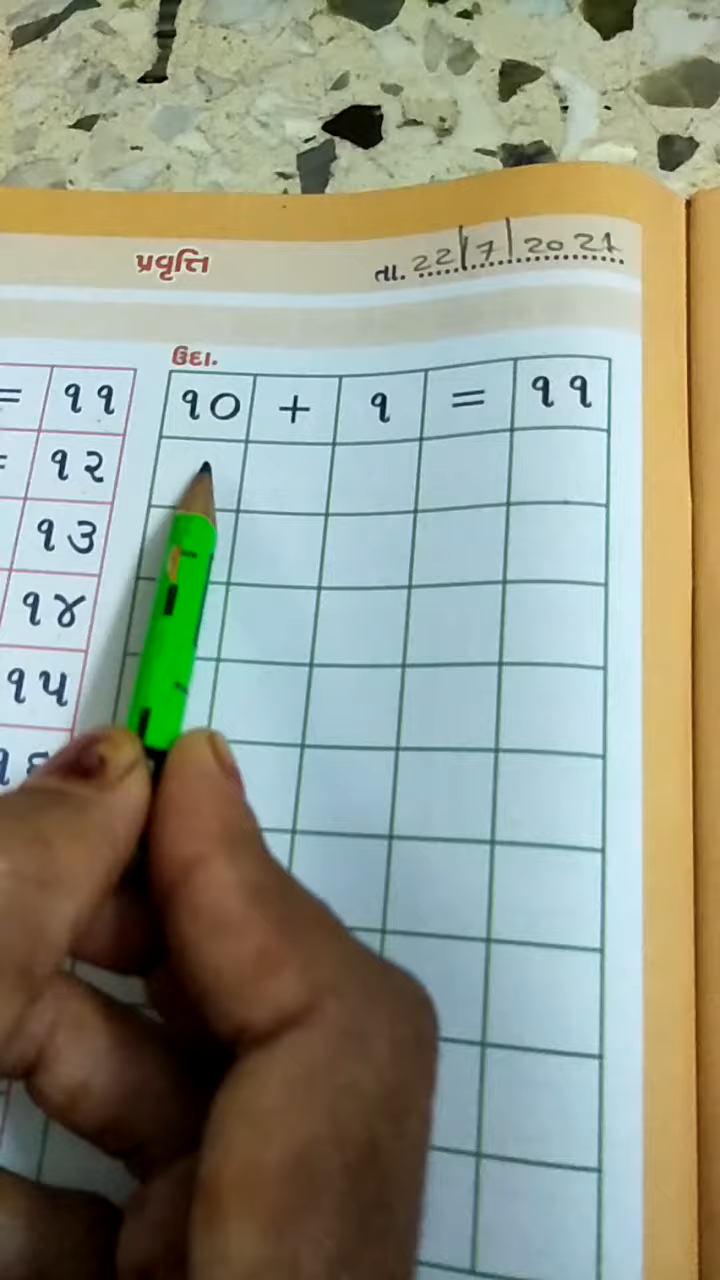 પ્રવૃત્તિ
તા. 22/7/2021
ઉદા.
= ૧૧
૧૦ + ૧ = ૧૧
= ૧૨
૧૩
૧૪
૧૫